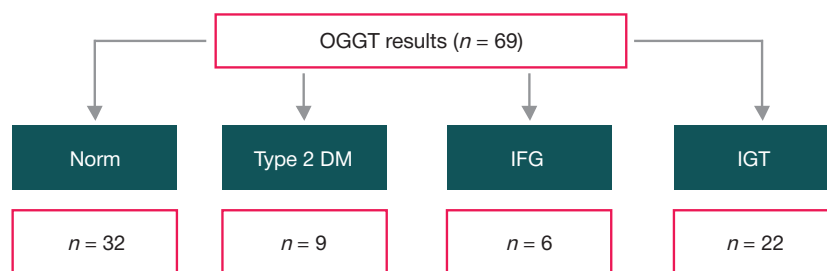 OGGT results (n = 69)
Norm
Type 2 DM
IFG
IGT
n = 32
n = 9
n = 6
n = 22